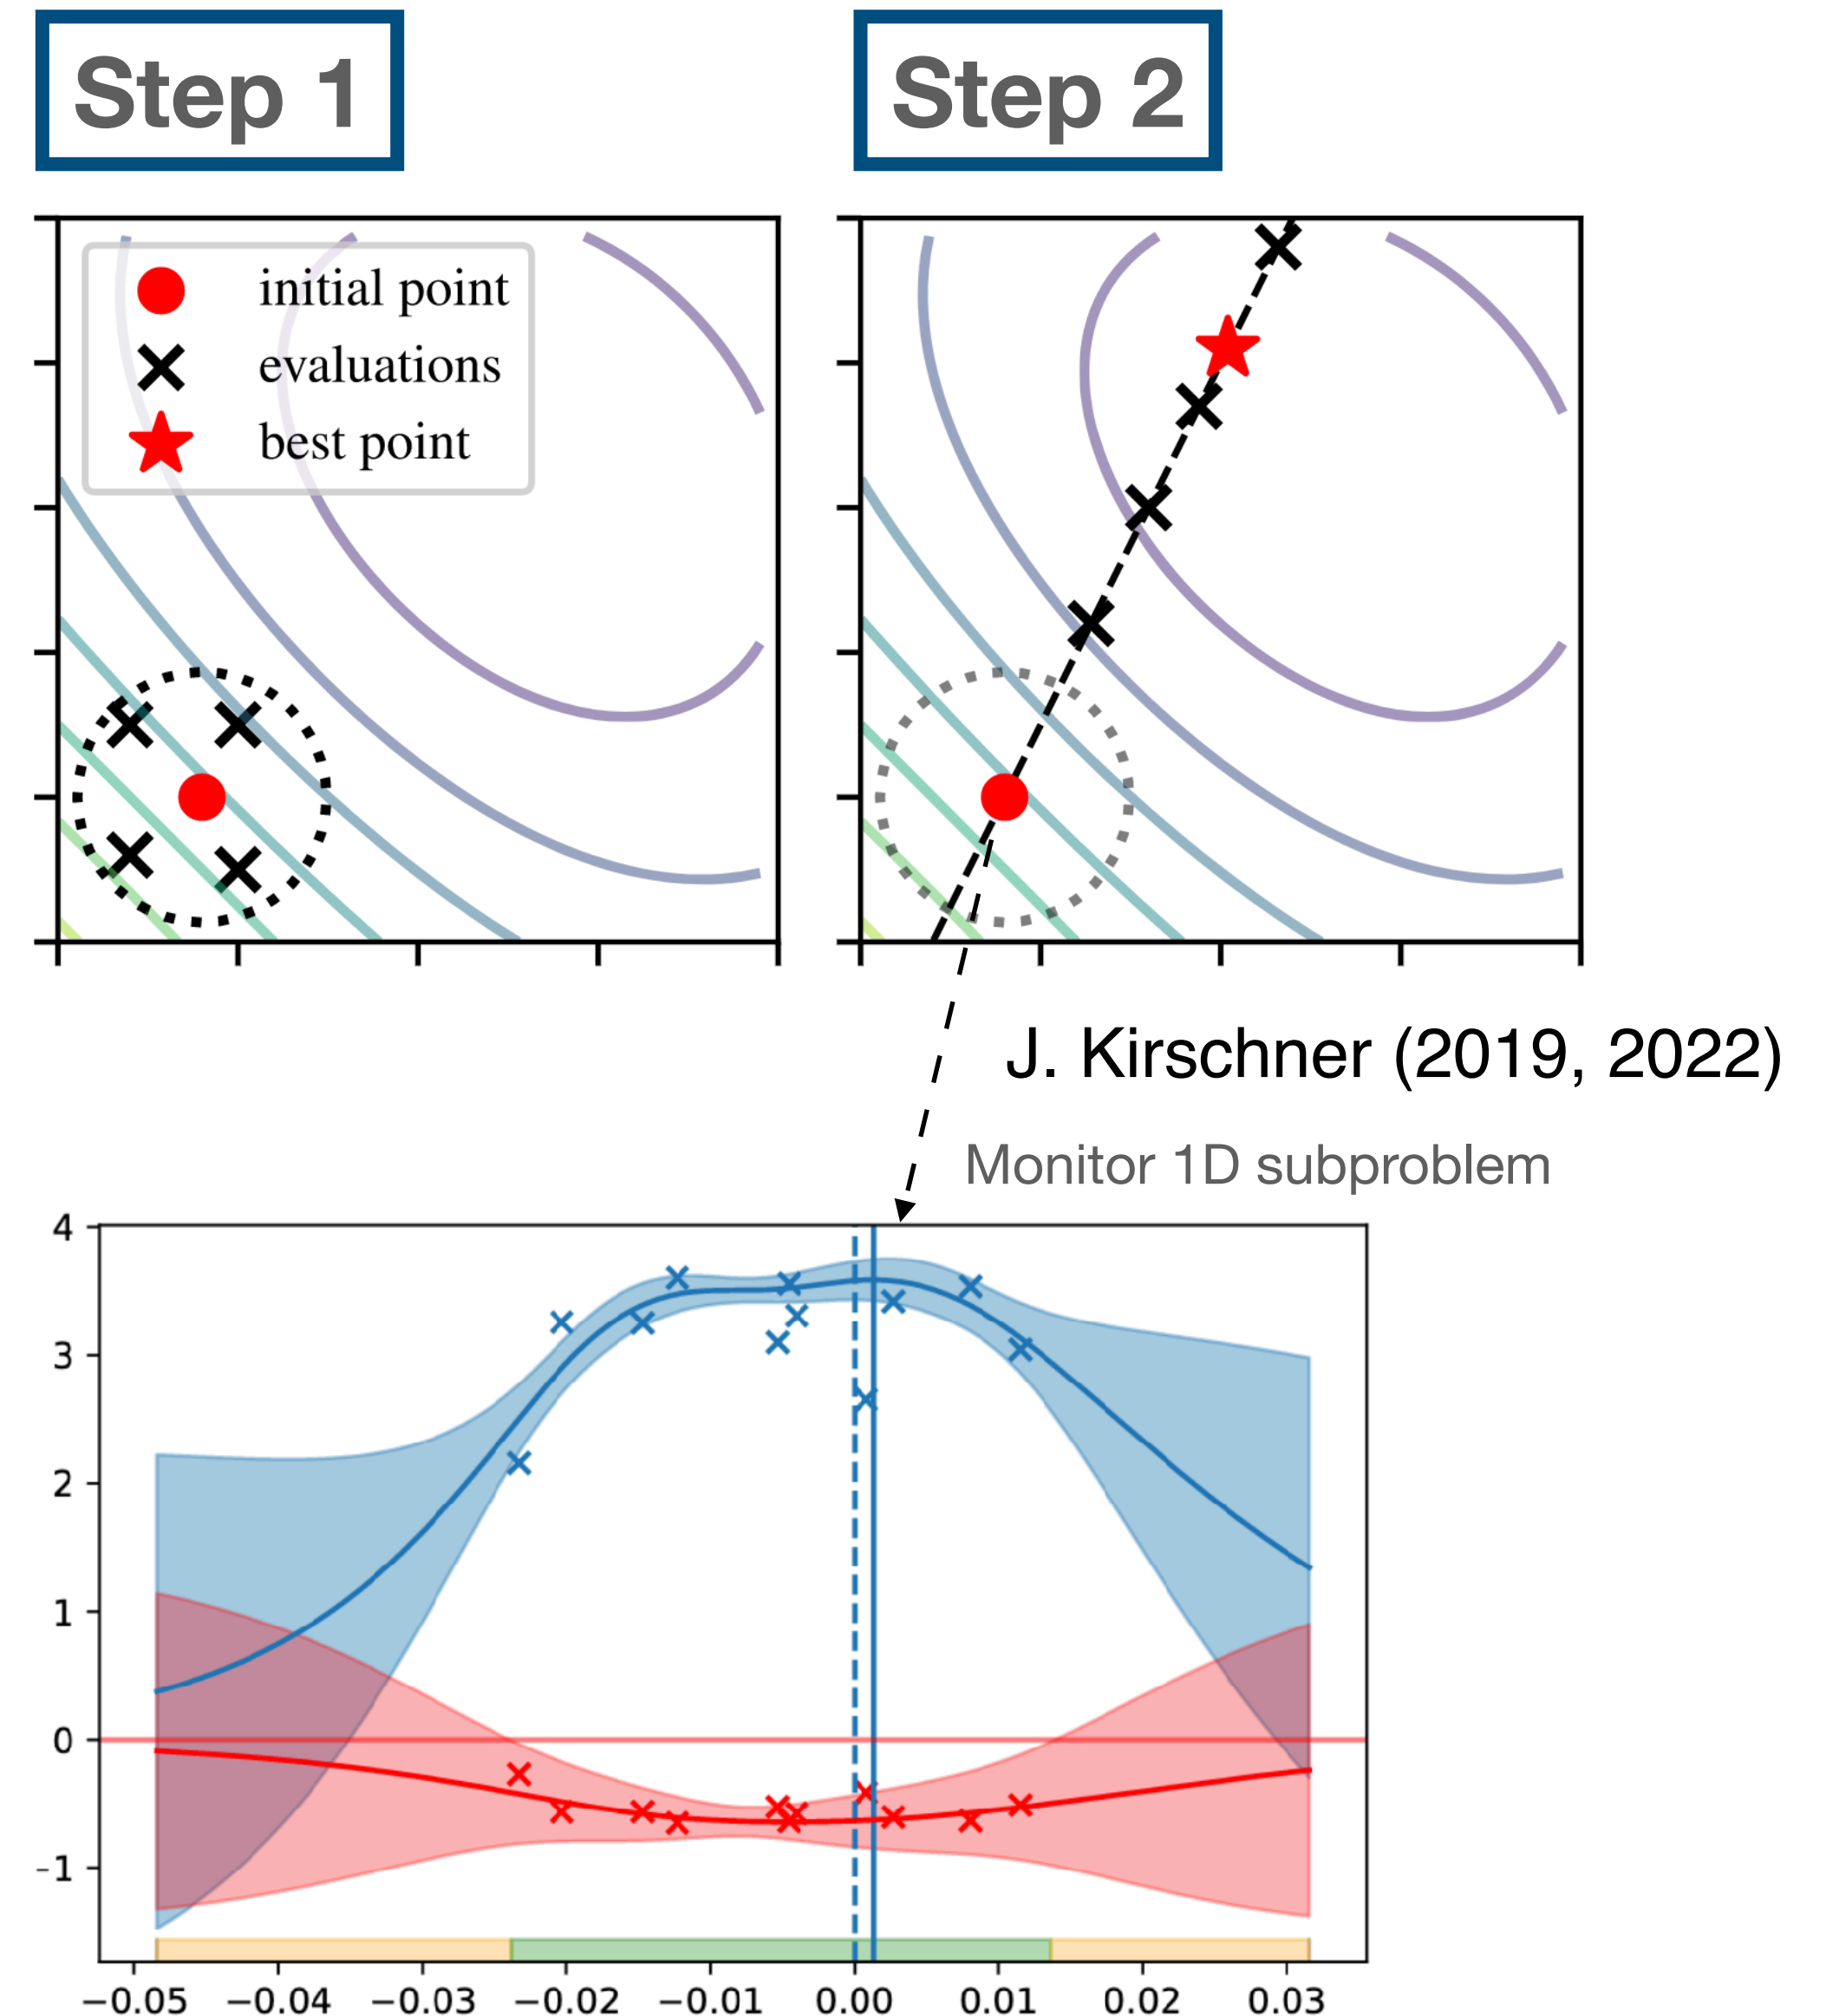 Step 1
Step 2
initial point
evaluations
best point
J. Kirschner (2019, 2022)
Monitor 1D subproblem
4
3
2
1
0
−1
−0.05 −0.04 −0.03 −0.02 −0.01 0.00 0.01 0.02 0.03